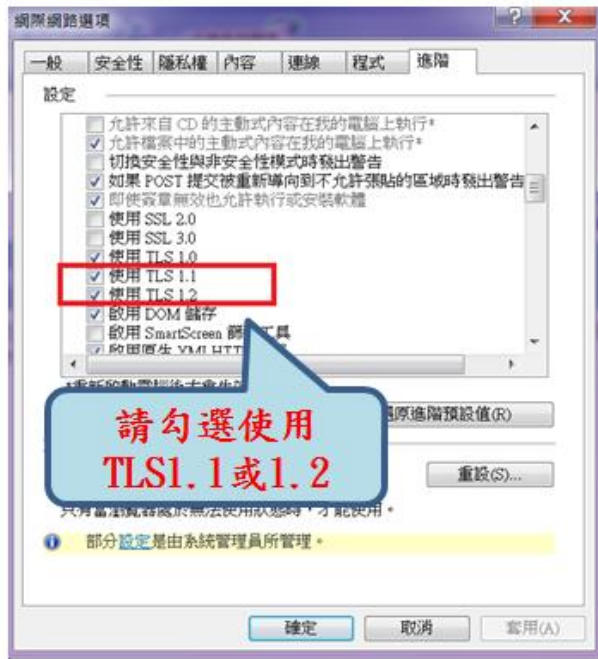 網際網路選項
一般 安全性 隱私權 內容 連線 程式 進階
設定
允許來自 CD 的主動式內容在我的電腦上執行*
允許檔案中的主動式內容在我的電腦上執行*
切換安全性與非安全性模式時發出警告
如果 POST 提交被重新導向到不允許張貼的區域時發出警告
即使簽章無效也允許執行或安裝軟體
使用 SSL 2.0
使用 SSL 3.0
使用 TLS 1.0
使用 TLS 1.1
使用 TLS 1.2
啟用 DOM 儲存
啟用 SmartScreen 篩 工具
啟用原生 XMLHTT
原進階預設值(R)
請勾選使用
TLS1.1或1.2
重設(S)...
只有當瀏覽器處於無法使用狀態時,才能使用。
部分設定是由系統管理員所管理。
確定 取消 套用(A)